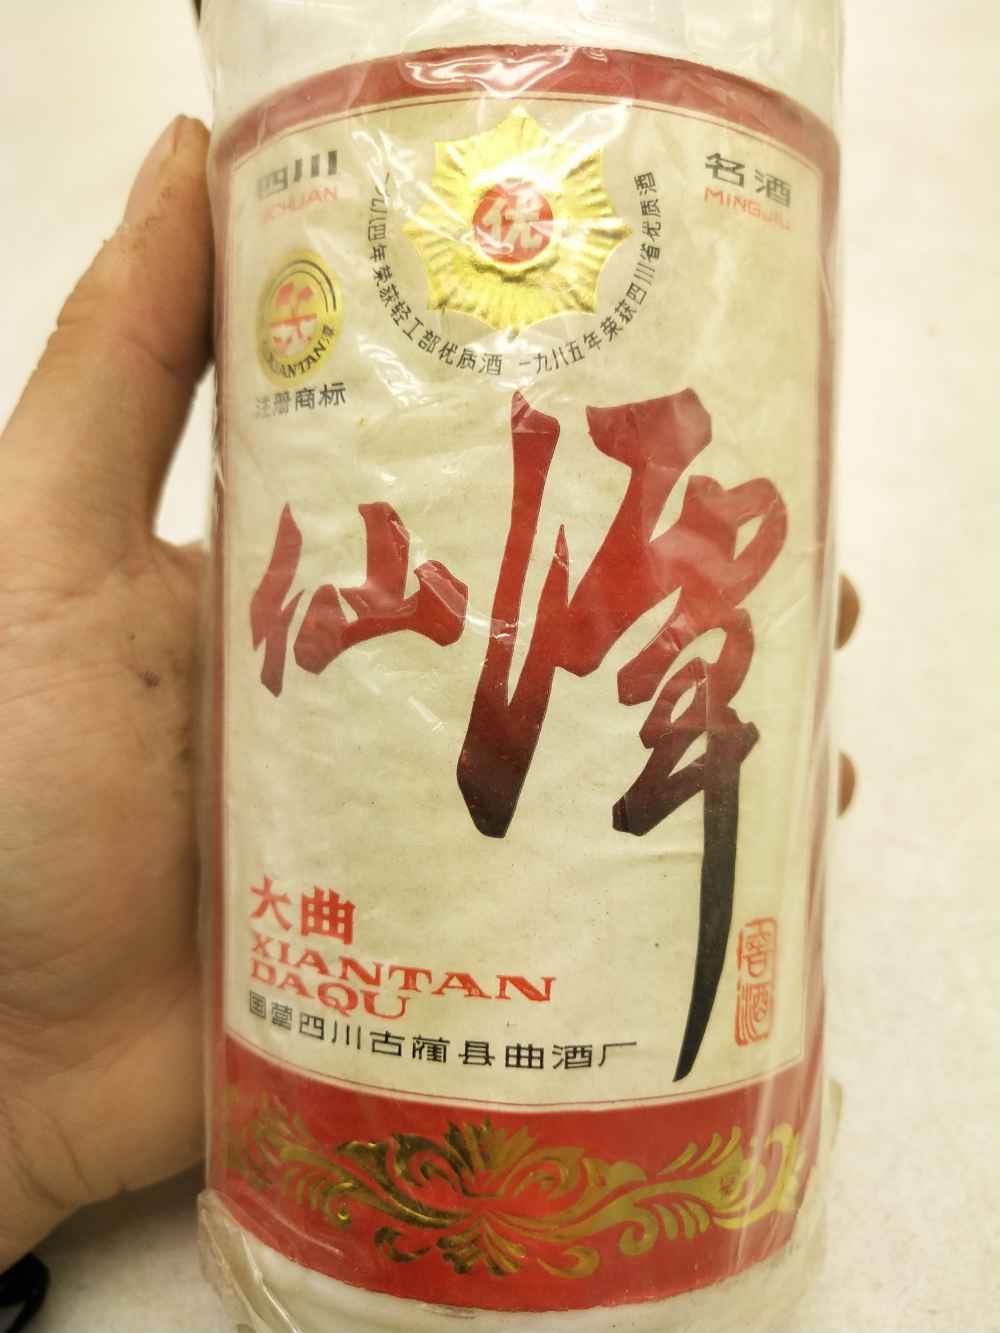 四川
SICHUAN
名酒
MINGJIU
优
一九八四年荣获轻工部优质酒 一九八五年荣获四川省优质酒
XIANTAN
注册商标
仙潭
大曲
XIANTAN
DAQU
窖酒
国营四川古蔺县曲酒厂